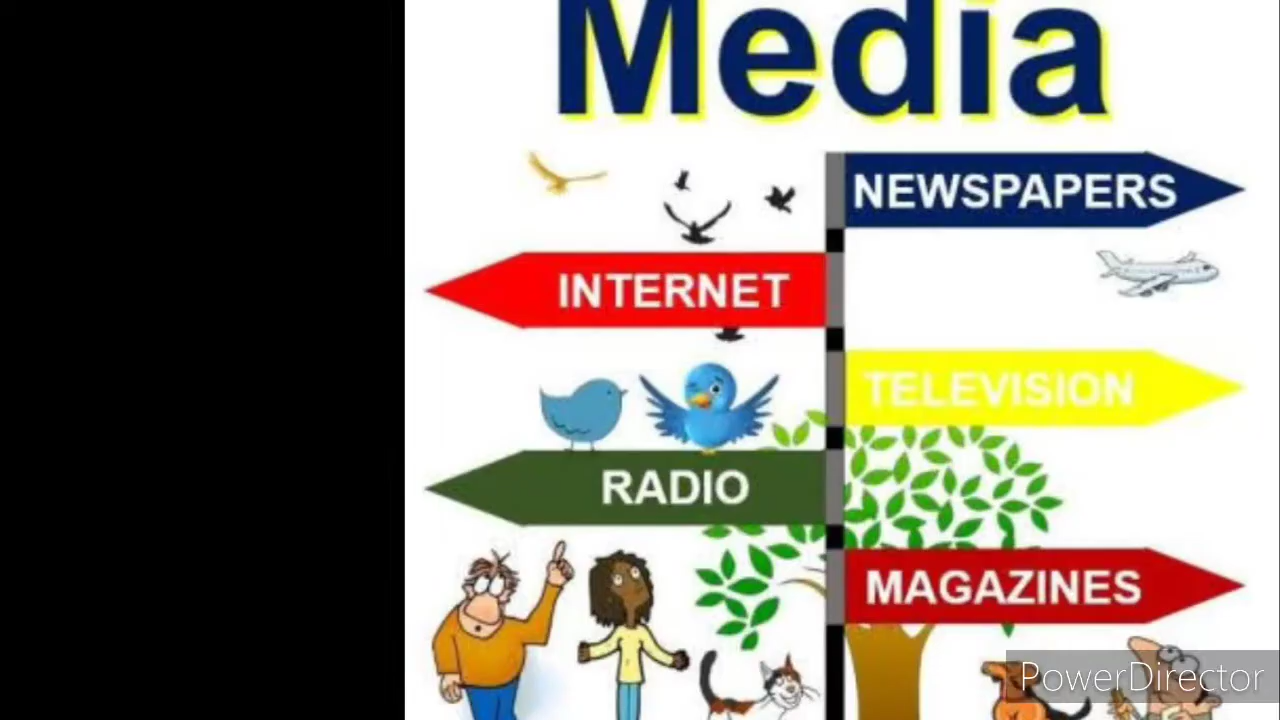 Media
NEWSPAPERS
INTERNET
TELEVISION
RADIO
MAGAZINES
PowerDirector